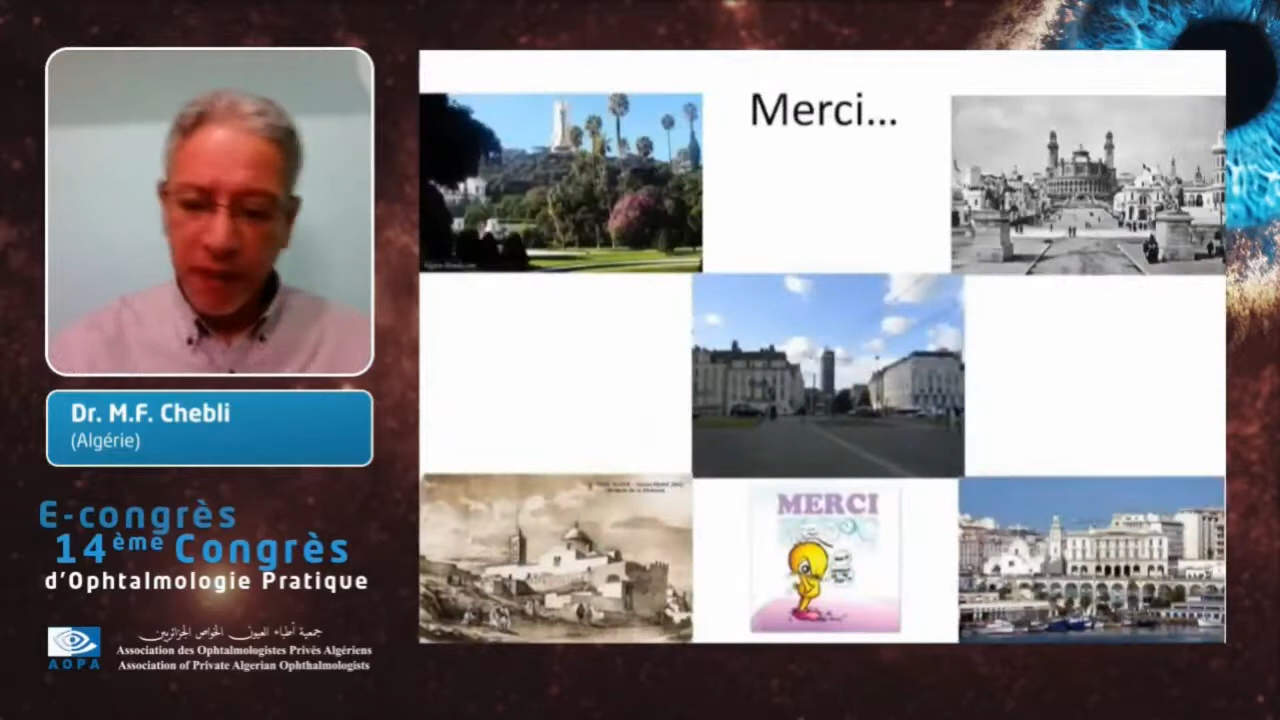 Merci...
MERCI
Dr. M.F. Chebli
(Algérie)
E-congrès
14ème Congrès
d'Ophtalmologie Pratique
جمعية أطباء العيون الخواص الجزائريين
Association des Ophtalmologistes Privés Algériens
Association of Private Algerian Ophthalmologists
AOPA